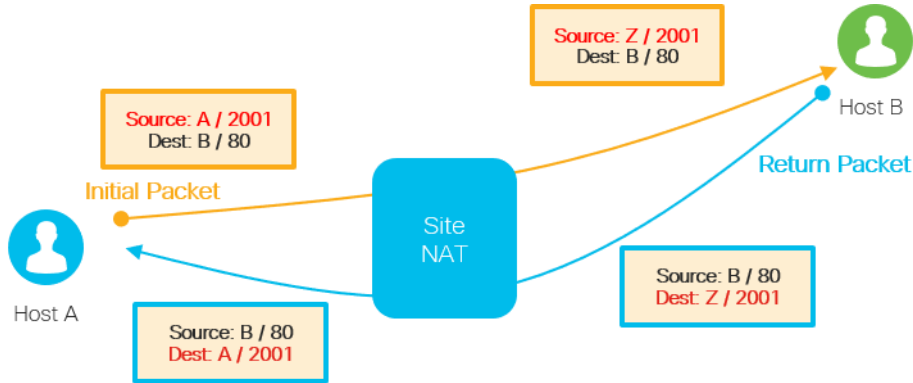 Source: Z / 2001
Dest: B / 80
Host B
Source: A / 2001
Dest: B / 80
Return Packet
Initial Packet
Site
NAT
Host A
Source: B / 80
Dest: Z / 2001
Source: B / 80
Dest: A / 2001